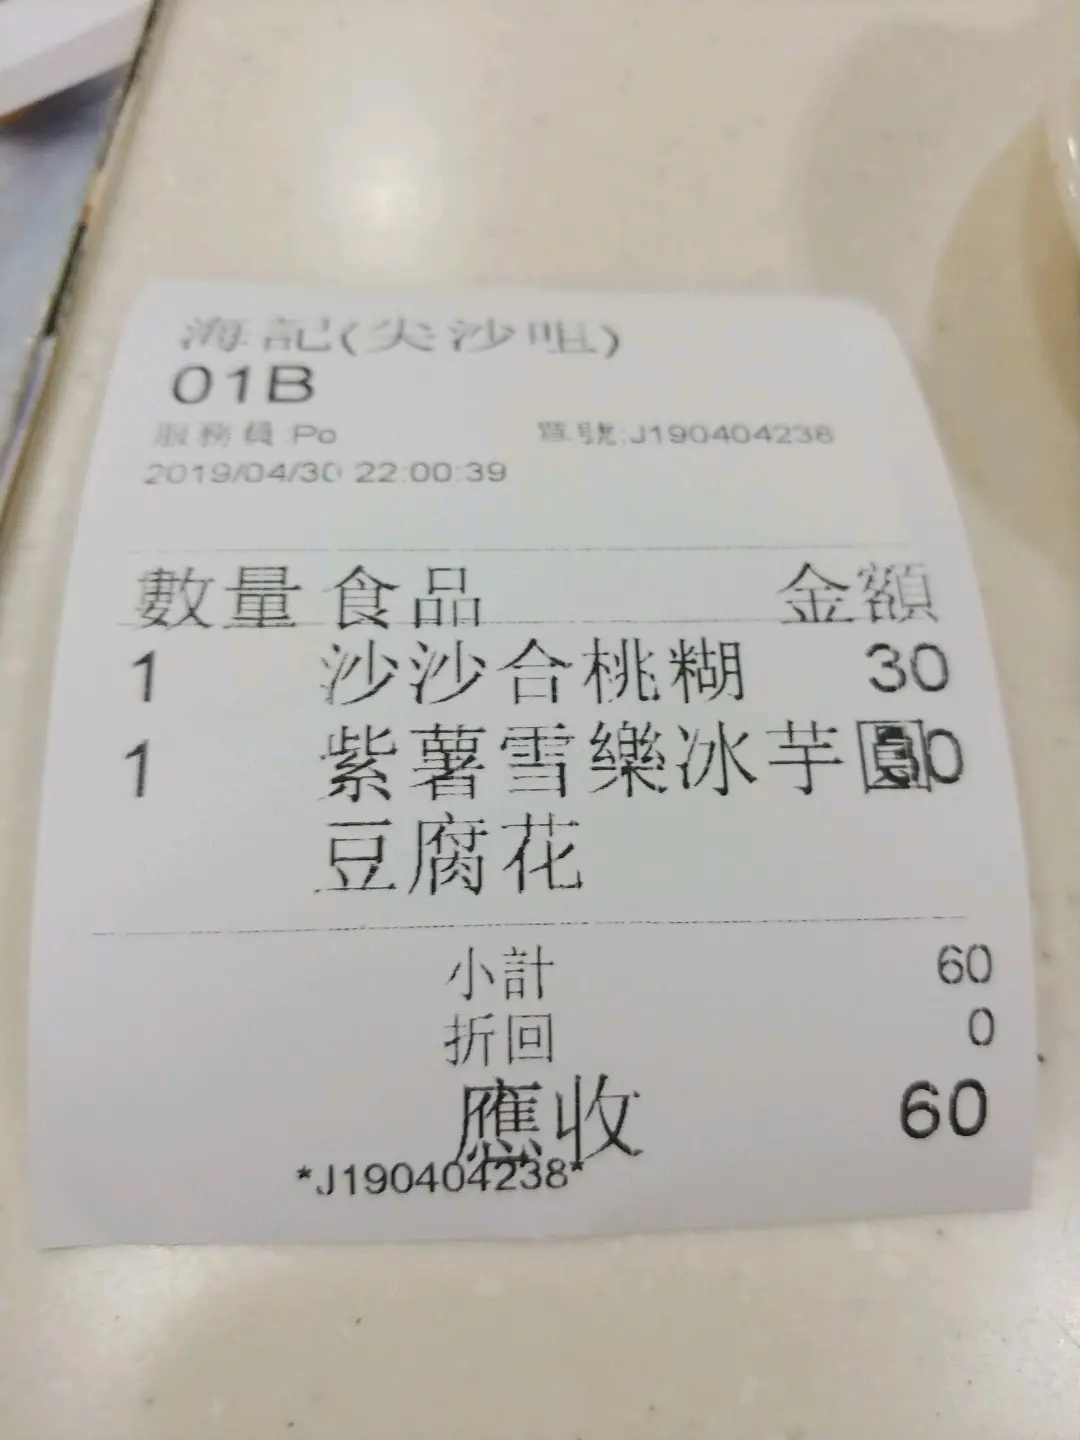 海記(尖沙咀)
01B
服務員:Po 單號:J190404238
2019/04/30 22:00:39
數量 食品 金額
1 沙沙合桃糊 30
1 紫薯雪樂冰芋圓 30
豆腐花
小計 60
折回 0
應收 60
*J190404238*